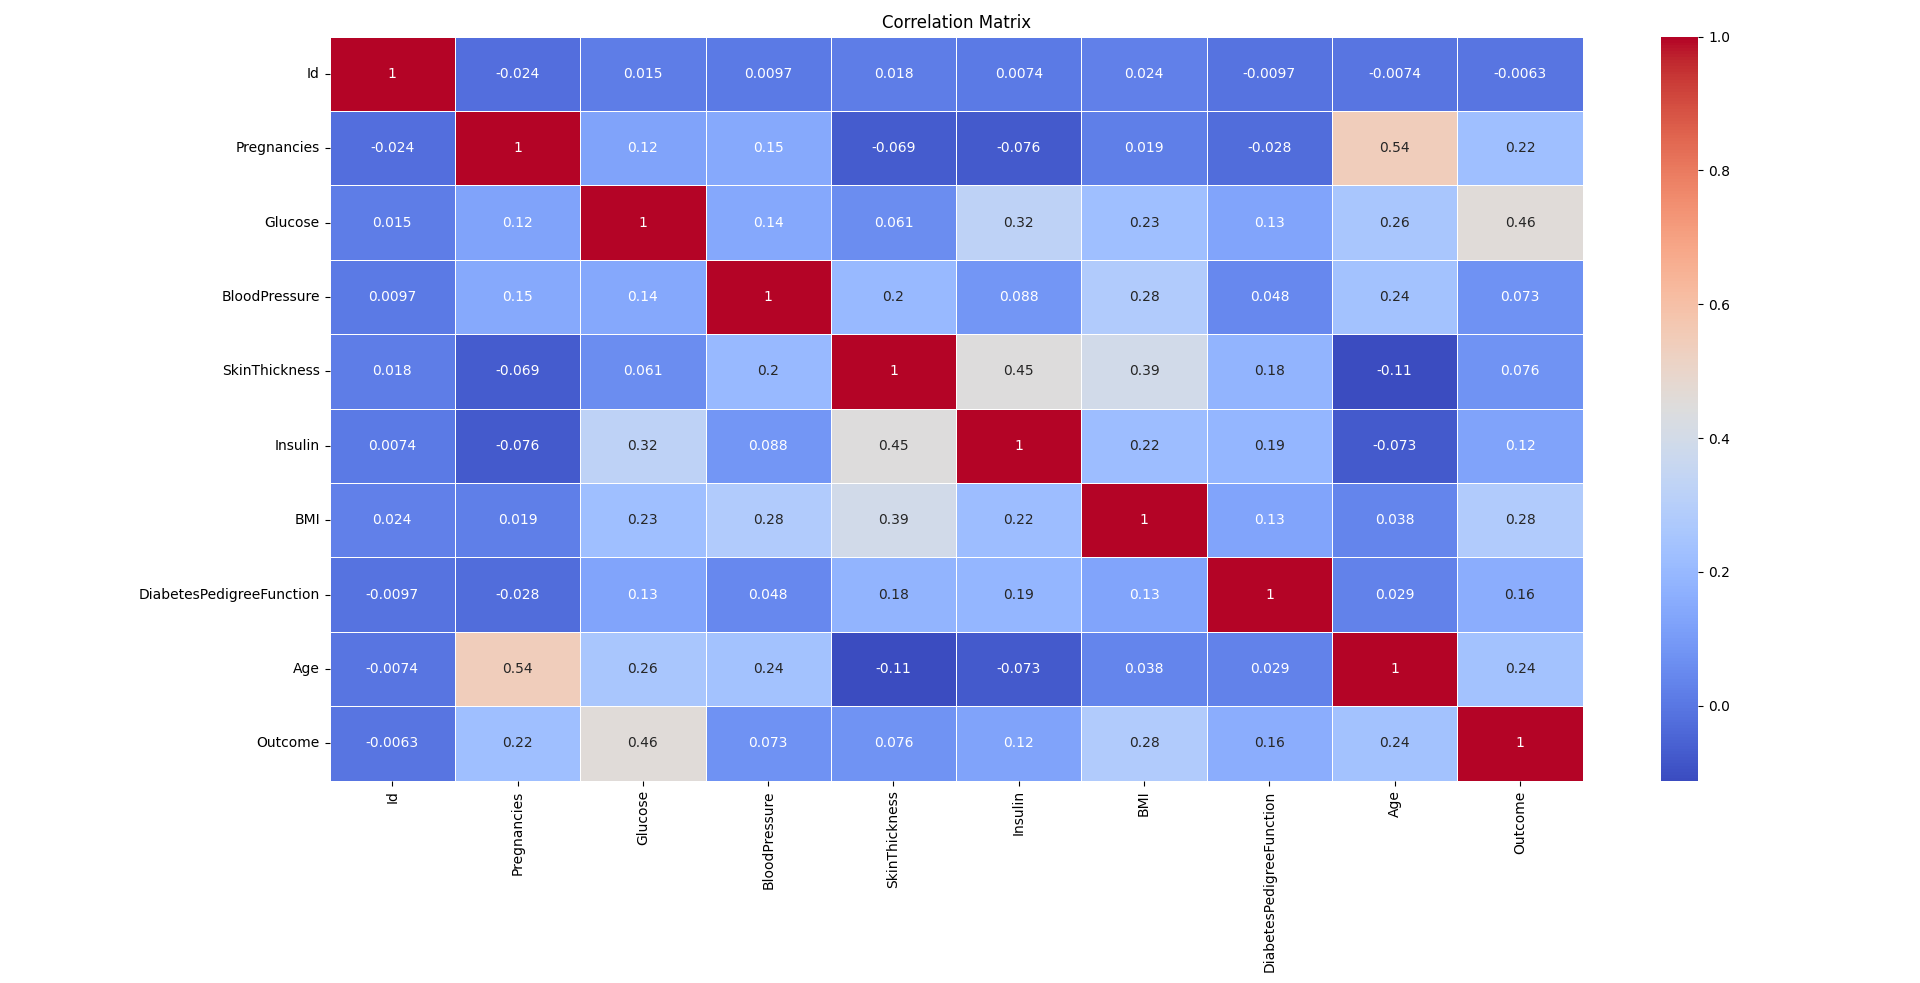 Correlation Matrix
Id 1 -0.024 0.015 0.0097 0.018 0.0074 0.024 -0.0097 -0.0074 -0.0063
Pregnancies -0.024 1 0.12 0.15 -0.069 -0.076 0.019 -0.028 0.54 0.22
Glucose 0.015 0.12 1 0.14 0.061 0.32 0.23 0.13 0.26 0.46
BloodPressure 0.0097 0.15 0.14 1 0.2 0.088 0.28 0.048 0.24 0.073
SkinThickness 0.018 -0.069 0.061 0.2 1 0.45 0.39 0.18 -0.11 0.076
Insulin 0.0074 -0.076 0.32 0.088 0.45 1 0.22 0.19 -0.073 0.12
BMI 0.024 0.019 0.23 0.28 0.39 0.22 1 0.13 0.038 0.28
DiabetesPedigreeFunction -0.0097 -0.028 0.13 0.048 0.18 0.19 0.13 1 0.029 0.16
Age -0.0074 0.54 0.26 0.24 -0.11 -0.073 0.038 0.029 1 0.24
Outcome -0.0063 0.22 0.46 0.073 0.076 0.12 0.28 0.16 0.24 1
Id
Pregnancies
Glucose
BloodPressure
SkinThickness
Insulin
BMI
DiabetesPedigreeFunction
Age
Outcome
1.0
0.8
0.6
0.4
0.2
0.0